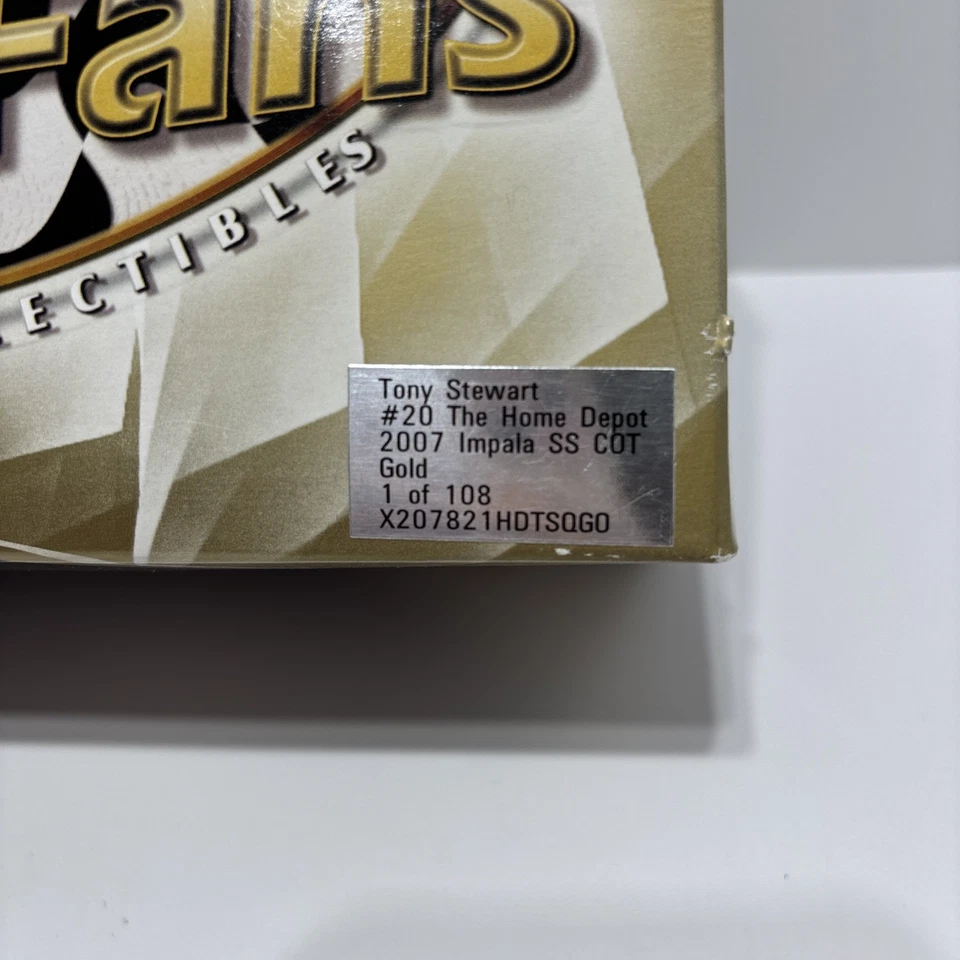 Fans
ECTIBLES
Tony Stewart
#20 The Home Depot
2007 Impala SS COT
Gold
1 of 108
X207821HDTSQGO